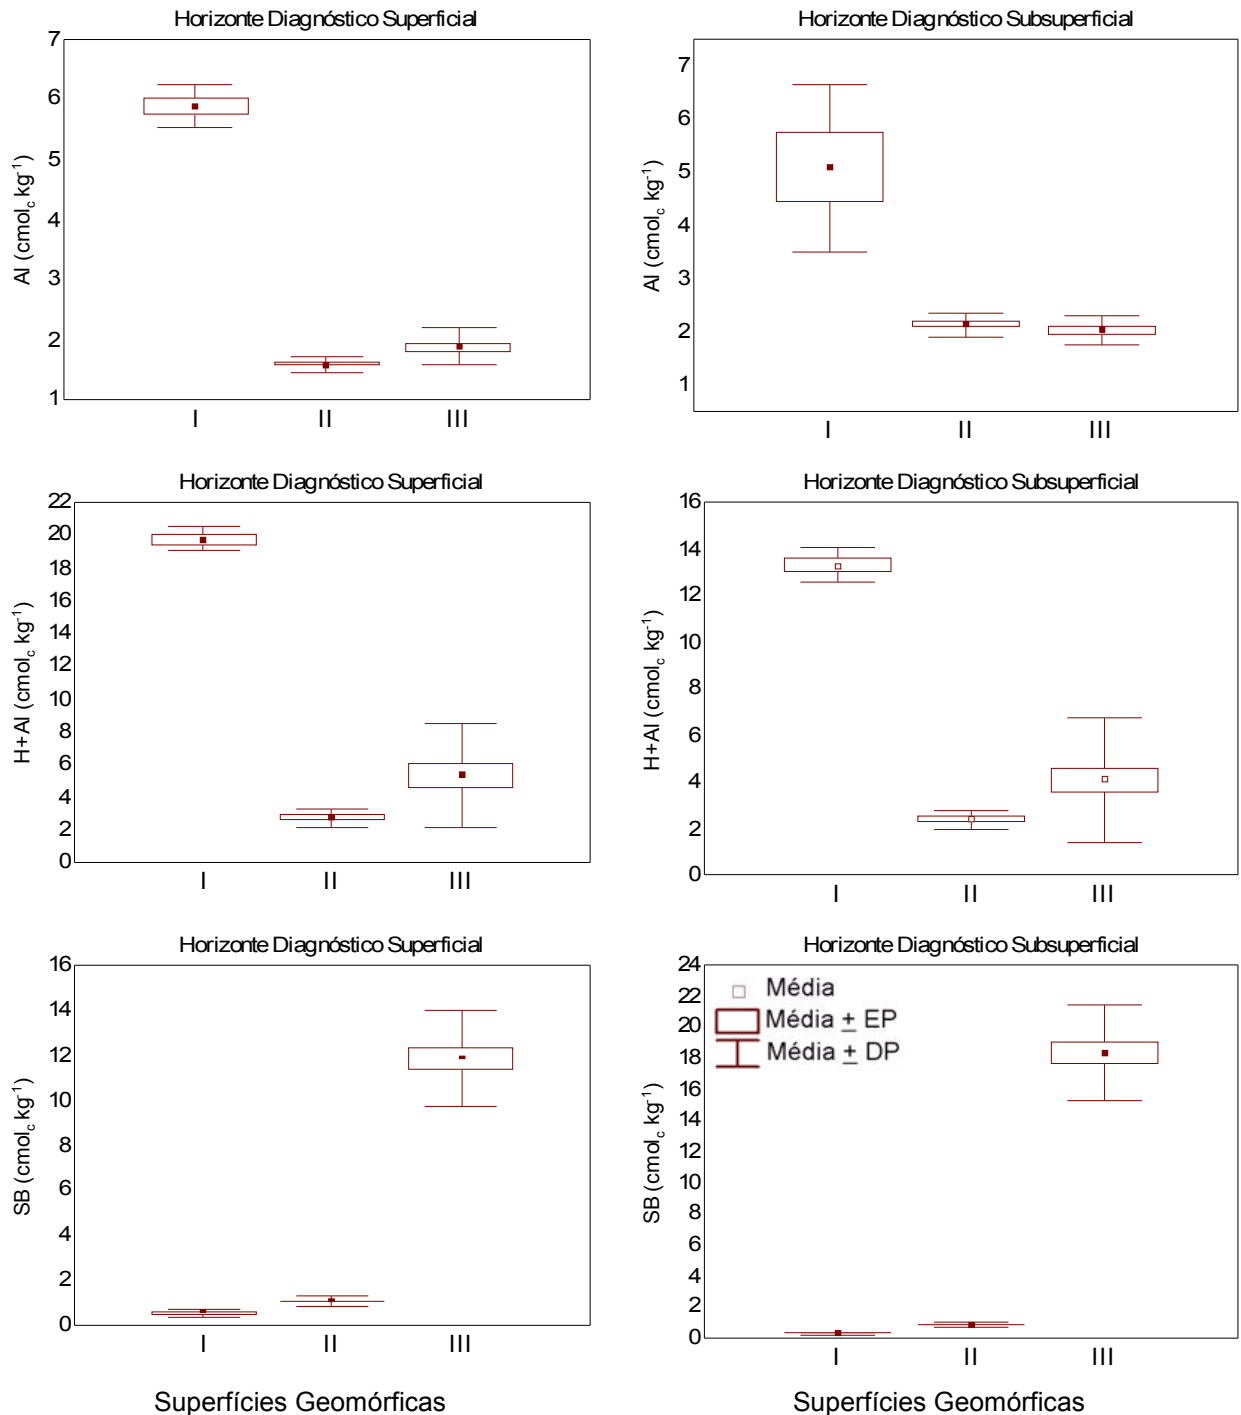 Horizonte Diagnóstico Superficial
Al (cmolc kg-1)
7
6
5
4
3
2
1
I II III
Horizonte Diagnóstico Subsuperficial
Al (cmolc kg-1)
7
6
5
4
3
2
1
I II III
Horizonte Diagnóstico Superficial
H+Al (cmolc kg-1)
22
20
18
16
14
12
10
8
6
4
2
0
I II III
Horizonte Diagnóstico Subsuperficial
H+Al (cmolc kg-1)
16
14
12
10
8
6
4
2
0
I II III
Horizonte Diagnóstico Superficial
SB (cmolc kg-1)
16
14
12
10
8
6
4
2
0
I II III
Superfícies Geomórficas
Horizonte Diagnóstico Subsuperficial
SB (cmolc kg-1)
24
22
20
18
16
14
12
10
8
6
4
2
0
Média
Média ± EP
Média ± DP
I II III
Superfícies Geomórficas